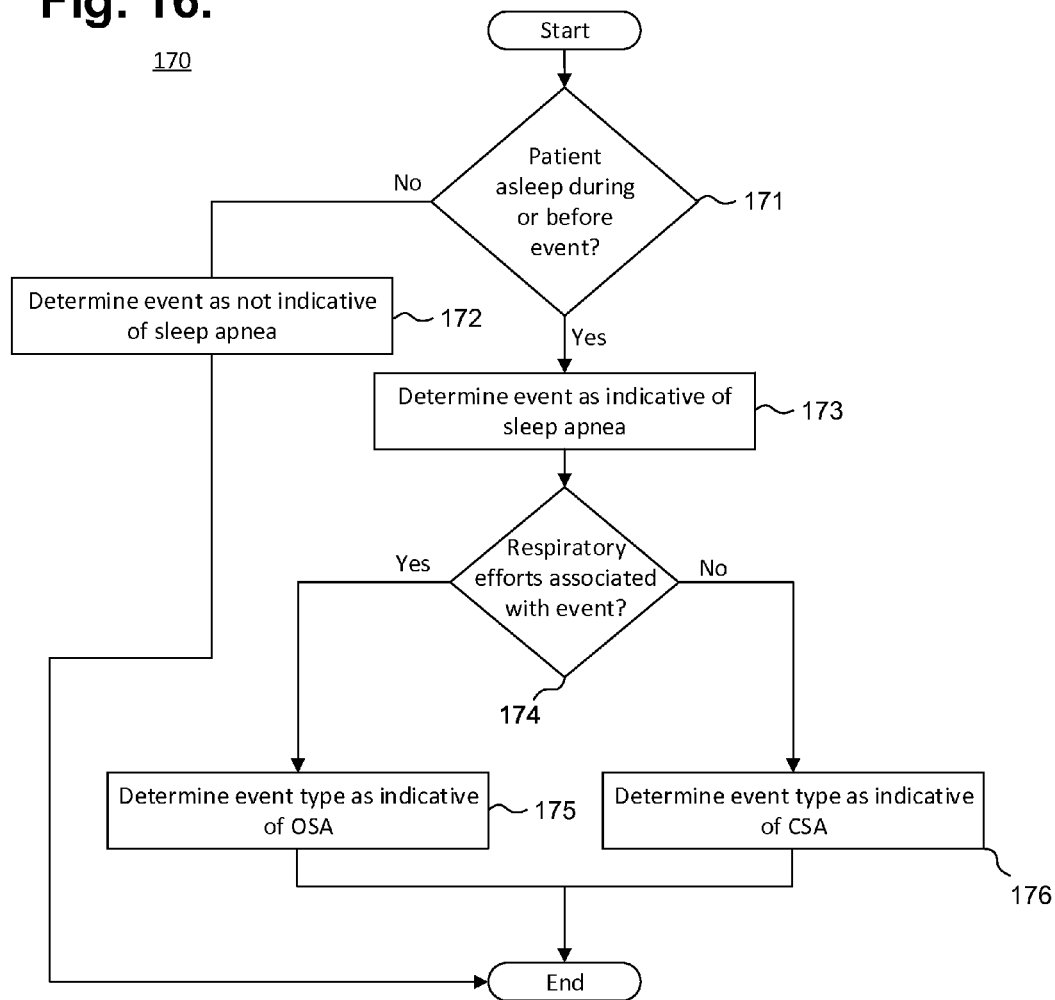 Fig. 16.
170
Start
Patient
asleep during
or before
event?
171
No
Yes
Determine event as not indicative
of sleep apnea
172
Determine event as indicative of
sleep apnea
173
Respiratory
efforts associated
with event?
Yes
No
174
Determine event type as indicative
of OSA
175
Determine event type as indicative
of CSA
176
End